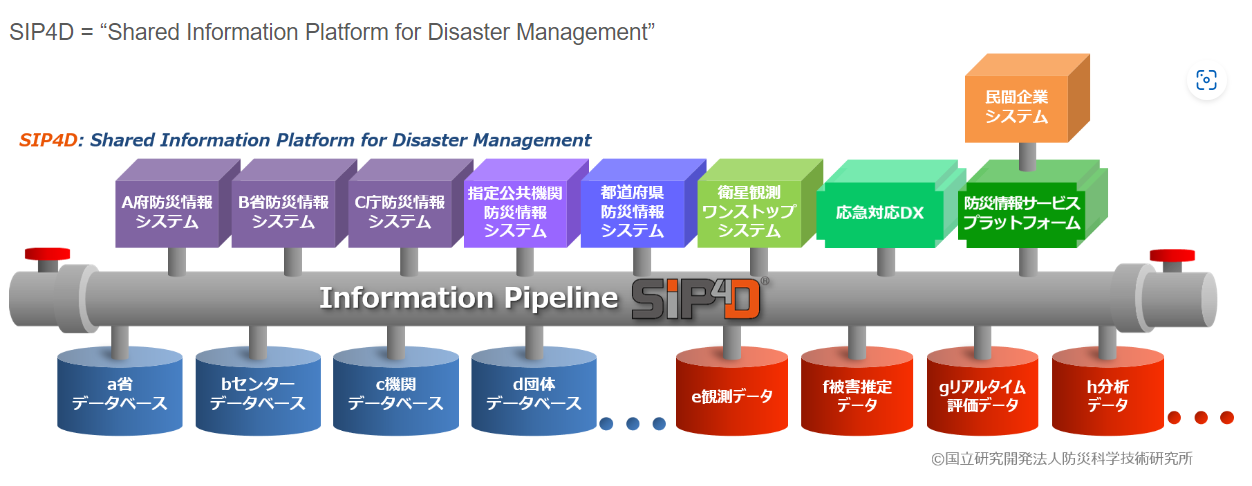 SIP4D = “Shared Information Platform for Disaster Management”
民間企業
システム
SIP4D: Shared Information Platform for Disaster Management
A府防災情報
システム
B省防災情報
システム
C庁防災情報
システム
指定公共機関
防災情報
システム
都道府県
防災情報
システム
衛星観測
ワンストップ
システム
応急対応DX
防災情報サービス
プラットフォーム
Information Pipeline SIP4D®
a省
データベース
bセンター
データベース
c機関
データベース
d団体
データベース
e観測データ
f被害推定
データ
gリアルタイム
評価データ
h分析
データ
©国立研究開発法人防災科学技術研究所